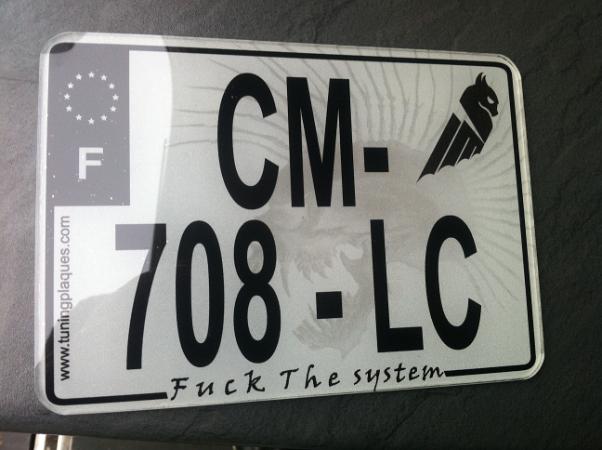 CM-
F
708-LC
www.tuningplaques.com
Fuck The system